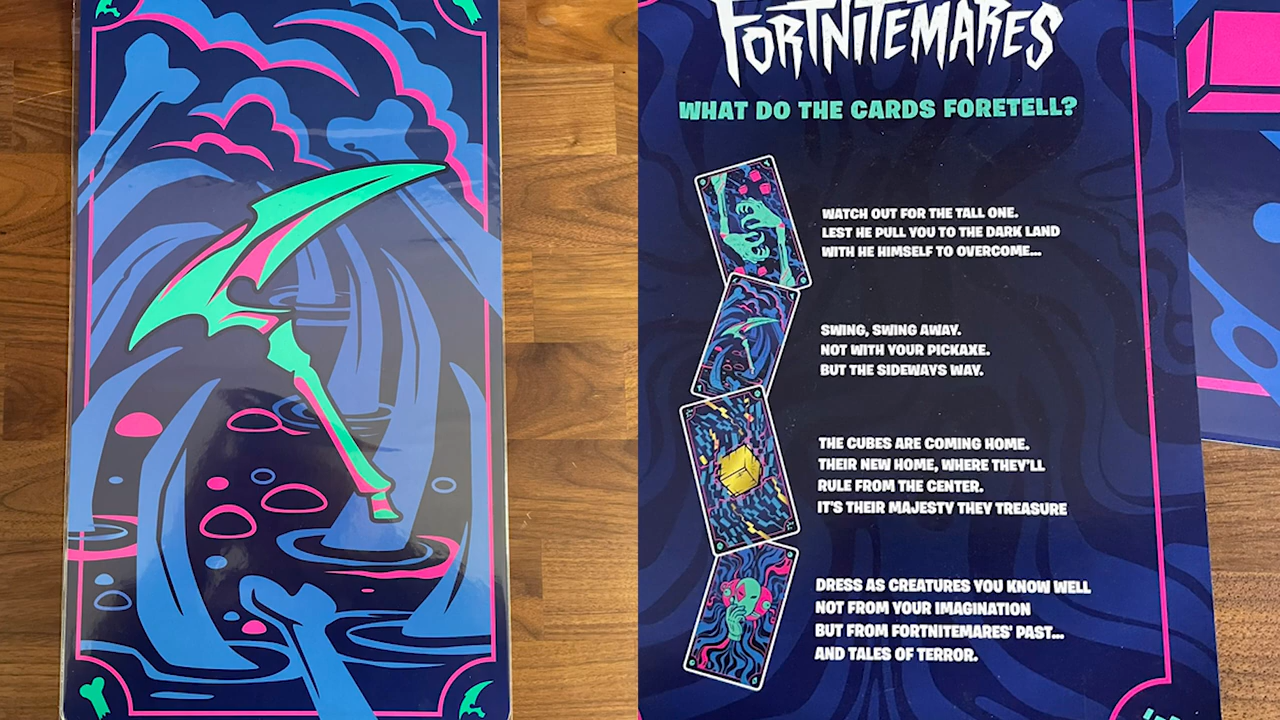 FORTNITEMARES
WHAT DO THE CARDS FORETELL?
WATCH OUT FOR THE TALL ONE.
LEST HE PULL YOU TO THE DARK LAND
WITH HE HIMSELF TO OVERCOME...
SWING, SWING AWAY.
NOT WITH YOUR PICKAXE.
BUT THE SIDEWAYS WAY.
THE CUBES ARE COMING HOME.
THEIR NEW HOME, WHERE THEY'LL
RULE FROM THE CENTER.
IT'S THEIR MAJESTY THEY TREASURE
DRESS AS CREATURES YOU KNOW WELL
NOT FROM YOUR IMAGINATION
BUT FROM FORTNITEMARES' PAST...
AND TALES OF TERROR.